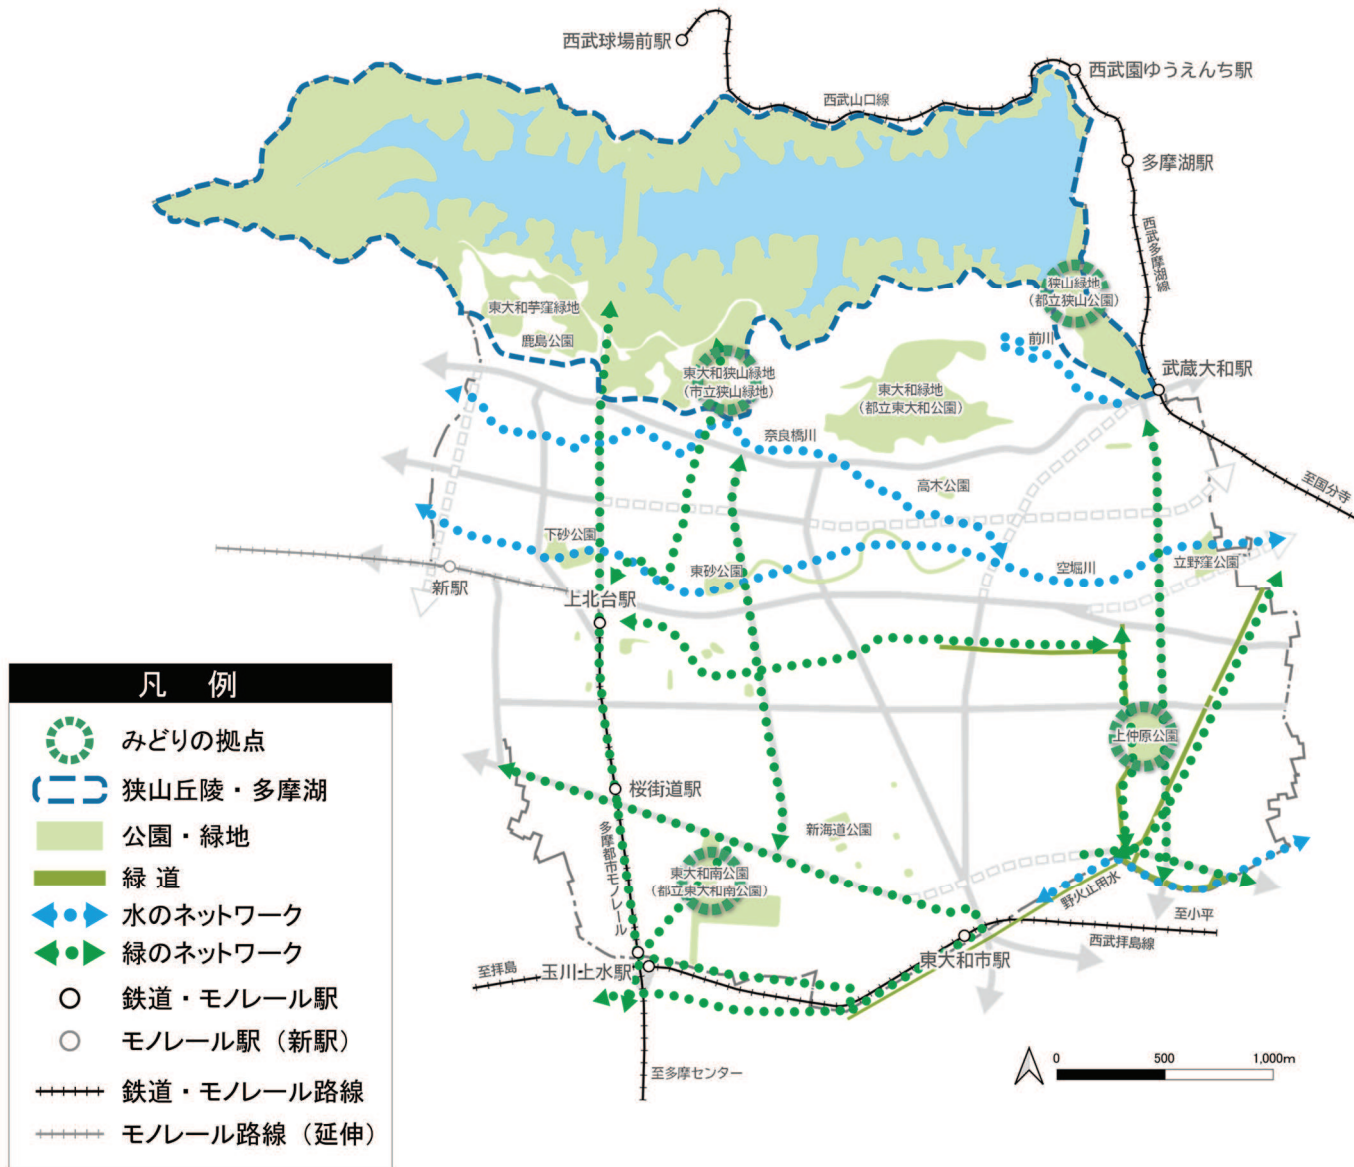 西武球場前駅
西武園ゆうえんち駅
西武山口線
多摩湖駅
西武多摩湖線
狭山緑地
(都立狭山公園)
東大和芋窪緑地
鹿島公園
前川
武蔵大和駅
東大和狭山緑地
(市立狭山緑地)
東大和緑地
(都立東大和公園)
奈良橋川
至国分寺
高木公園
下砂公園
東砂公園
空堀川
立野窪公園
新駅
上北台駅
上仲原公園
桜街道駅
多摩都市モノレール
新海道公園
東大和南公園
(都立東大和南公園)
野火止用水
至小平
西武拝島線
東大和市駅
至拝島
玉川上水駅
至多摩センター
0 500 1,000m
凡 例
みどりの拠点
狭山丘陵・多摩湖
公園・緑地
緑 道
水のネットワーク
緑のネットワーク
鉄道・モノレール駅
モノレール駅（新駅）
鉄道・モノレール路線
モノレール路線（延伸）